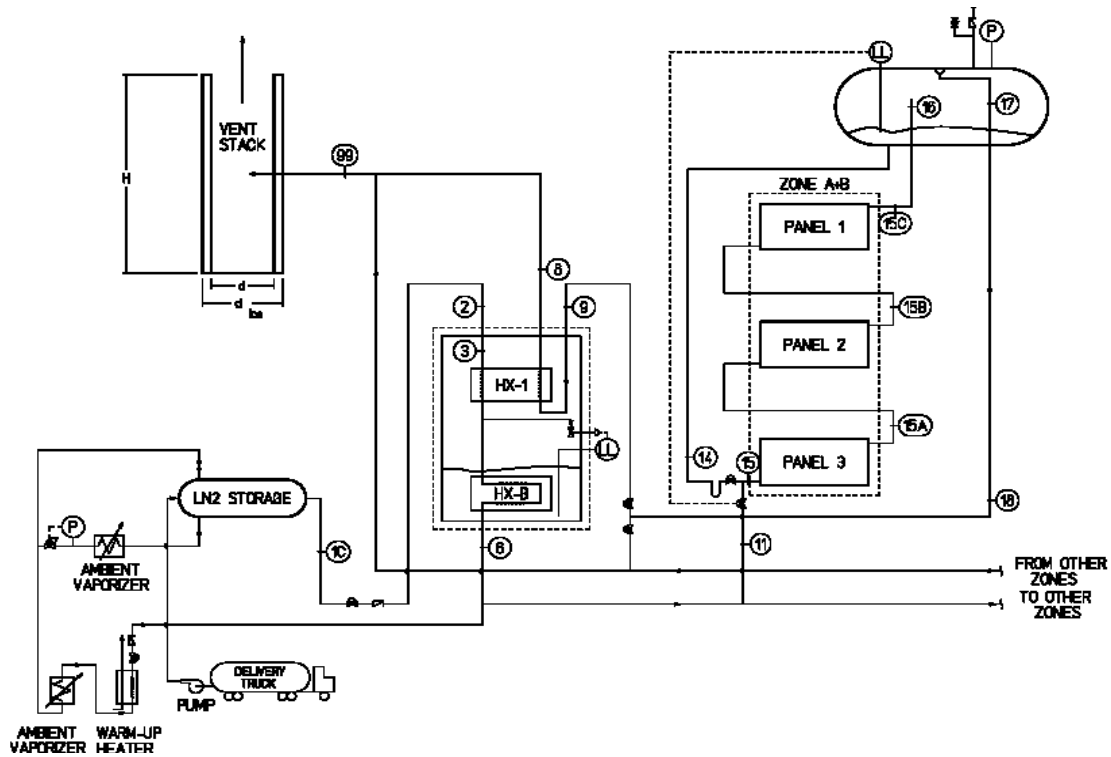 P
LL
16
17
VENT
STACK
99
H
ZONE A+B
PANEL 1
15C
8
d
d
2
9
15B
3
PANEL 2
HX-1
15A
LL
14
15
PANEL 3
LN2 STORAGE
HX-B
18
P
1C
6
11
AMBIENT
VAPORIZER
FROM OTHER
ZONES
TO OTHER
ZONES
DELIVERY
TRUCK
PUMP
AMBIENT
VAPORIZER
WARM-UP
HEATER